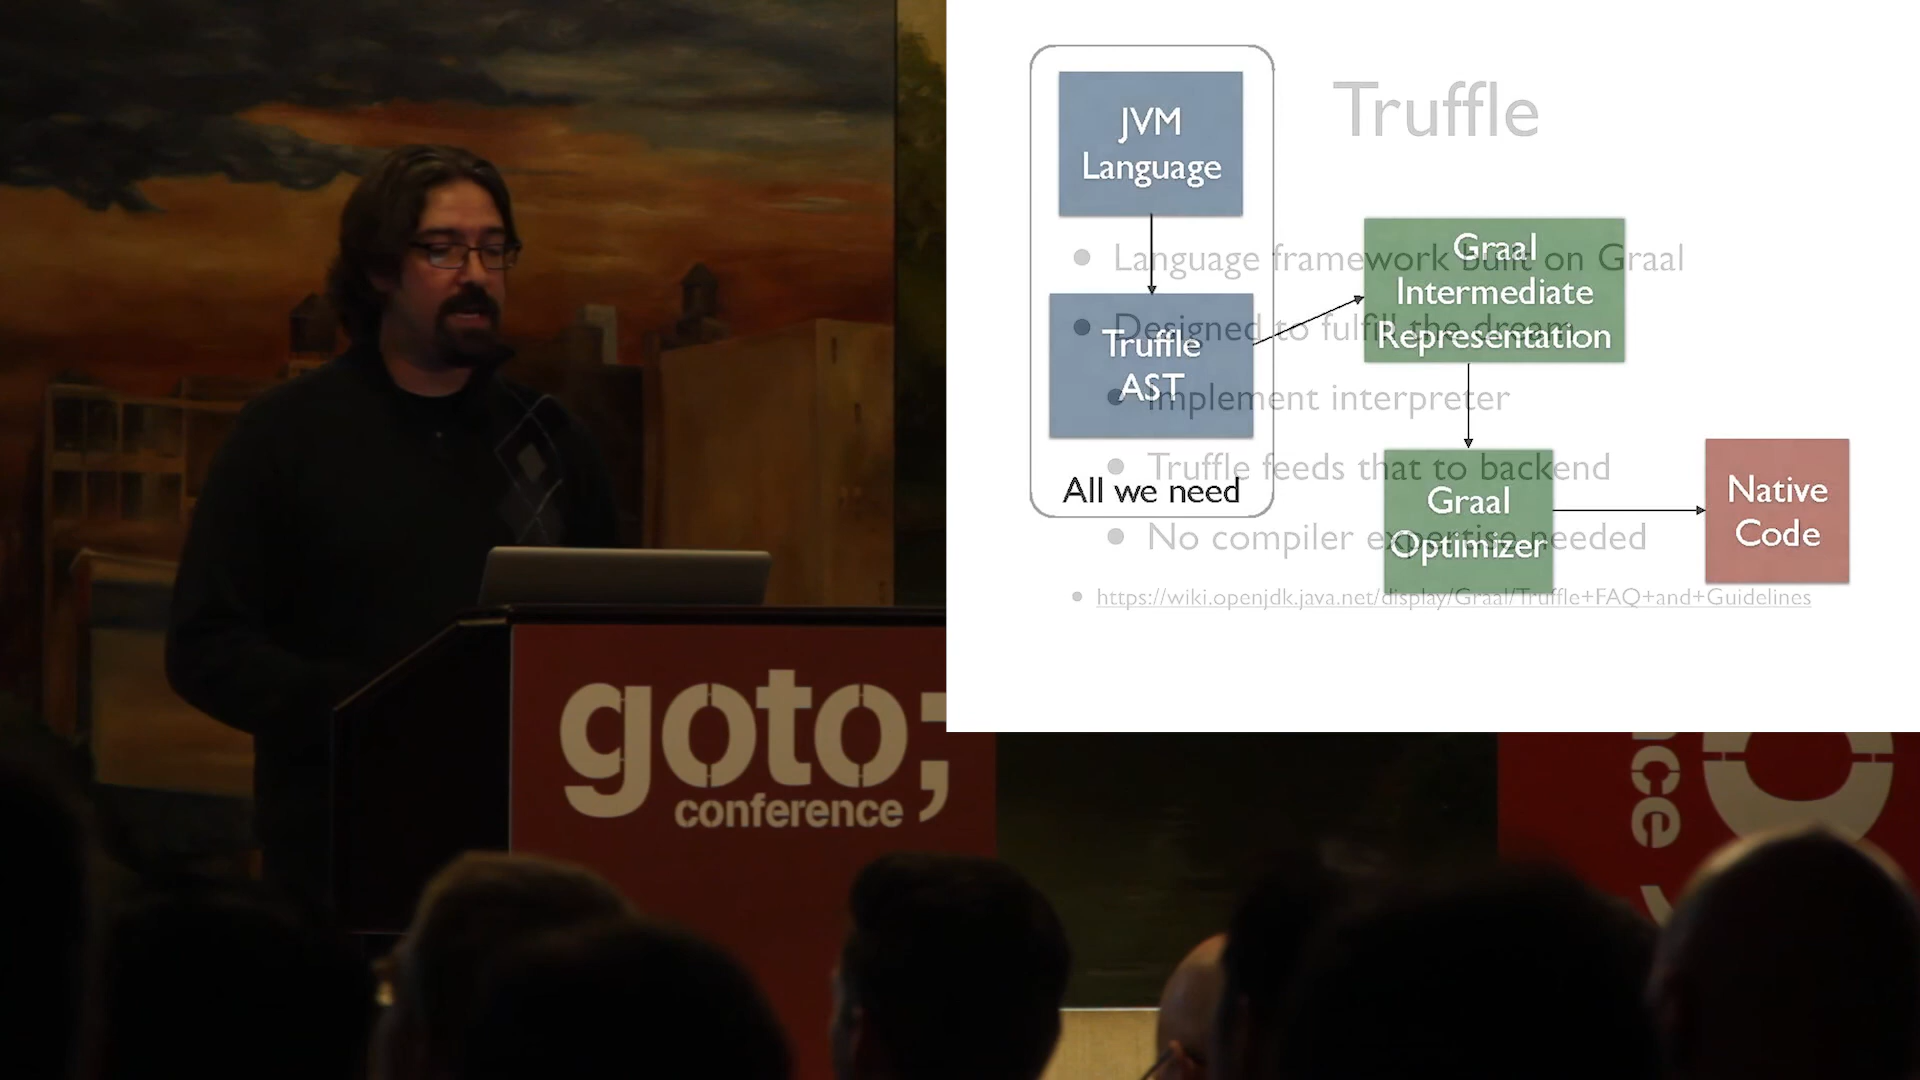 JVM
Language
Truffle
AST
All we need
Graal
Intermediate
Representation
Graal
Optimizer
Native
Code
Truffle
Language framework built on Graal
Designed to fulfill the dream
Implement interpreter
Truffle feeds that to backend
No compiler expertise needed
https://wiki.openjdk.java.net/display/Graal/Truffle+FAQ+and+Guidelines
goto;
conference
nce